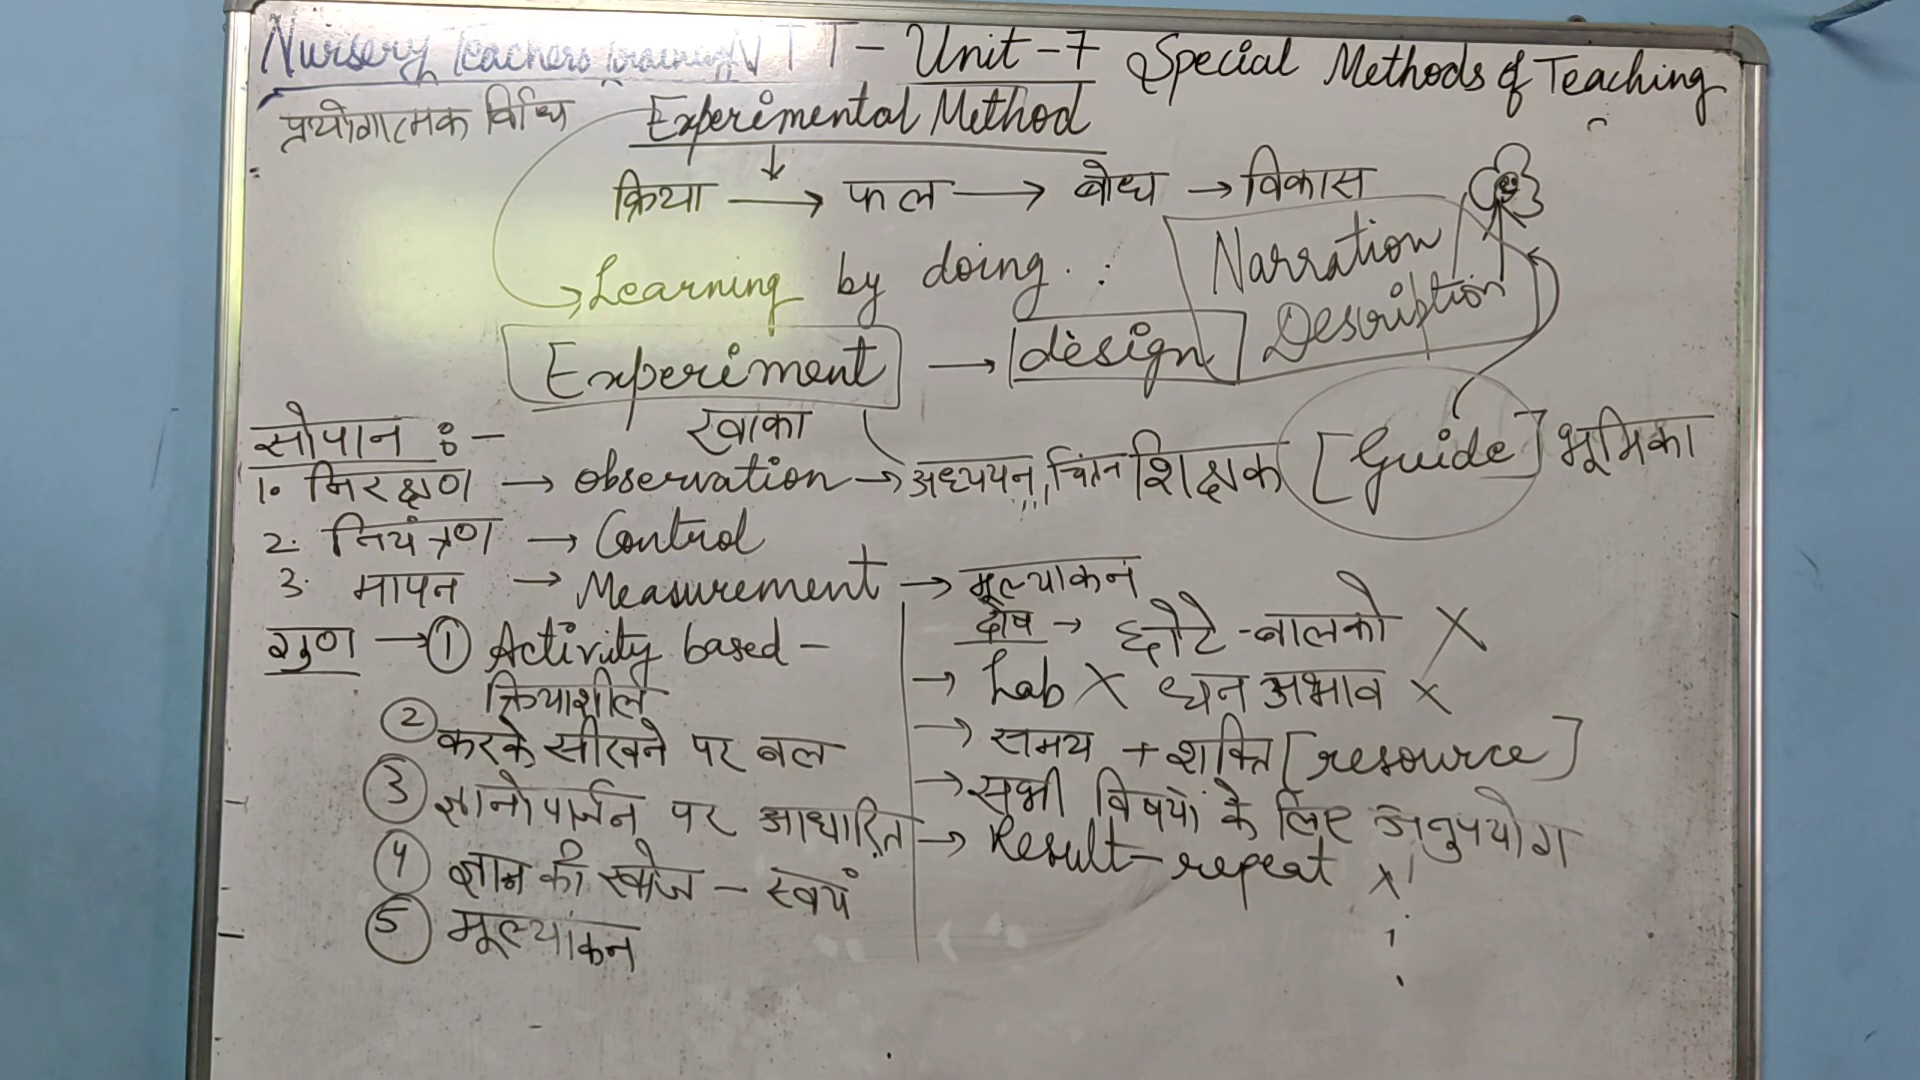 Nursery Teachers Training NTT - Unit - 7 Special Methods of Teaching
प्रयोगात्मक विधि Experimental Method
क्रिया → फल → बोध → विकास
Learning by doing.
Narration
Description
Experiment → design
खाका
सोपान :-
1. निरक्षण → observation → अध्ययन, चिंतन शिक्षक [Guide] भूमिका
2. नियंत्रण → Control
3. मापन → Measurement → मूल्याकन
गुण → ① Activity based -
क्रियाशील
② करके सीखने पर बल
③ ज्ञानोपार्जन पर आधारित
④ ज्ञान की खोज - स्वयं
⑤ मूल्यांकन
दोष → छोटे-बालको X
→ Lab X धन अभाव X
→ समय + शक्ति [resource]
→ सभी विषयों के लिए अनुपयोग
→ Result - repeat X